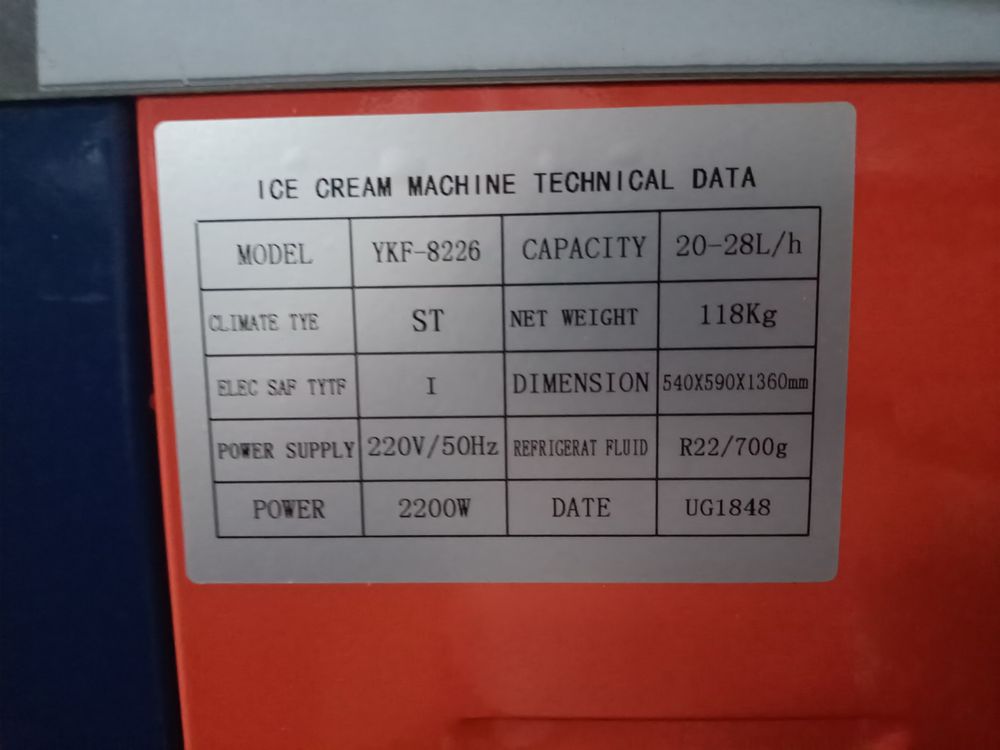 ICE CREAM MACHINE TECHNICAL DATA
MODEL YKF-8226 CAPACITY 20-28L/h
CLIMATE TYE ST NET WEIGHT 118Kg
ELEC SAF TYTF I DIMENSION 540X590X1360mm
POWER SUPPLY 220V/50Hz REFRIGERAT FLUID R22/700g
POWER 2200W DATE UG1848